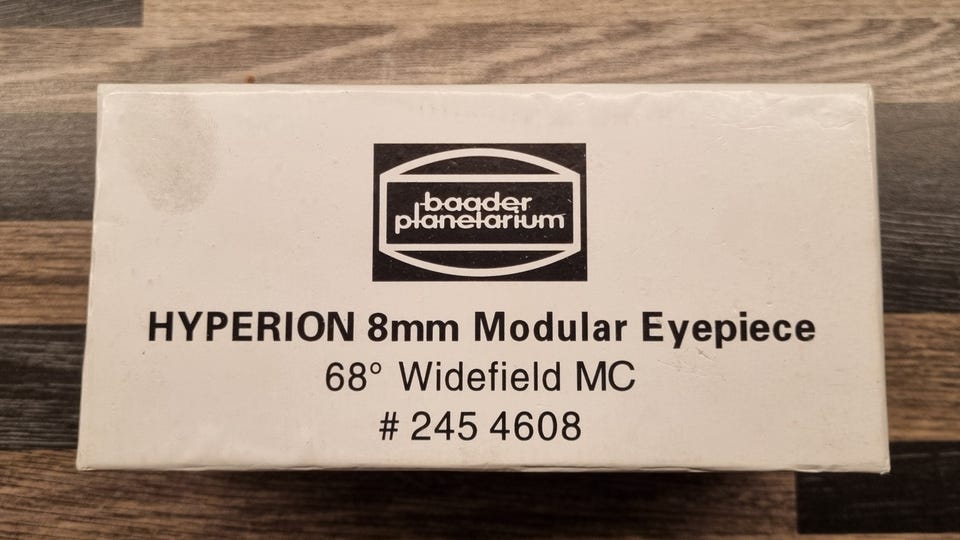 baader
planetarium
HYPERION 8mm Modular Eyepiece
68° Widefield MC
# 245 4608